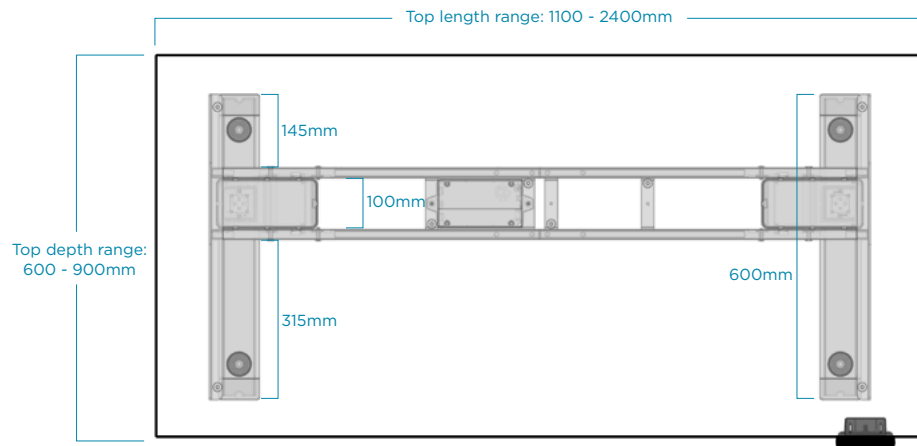 Top length range: 1100 - 2400mm
145mm
100mm
Top depth range:
600 - 900mm
600mm
315mm